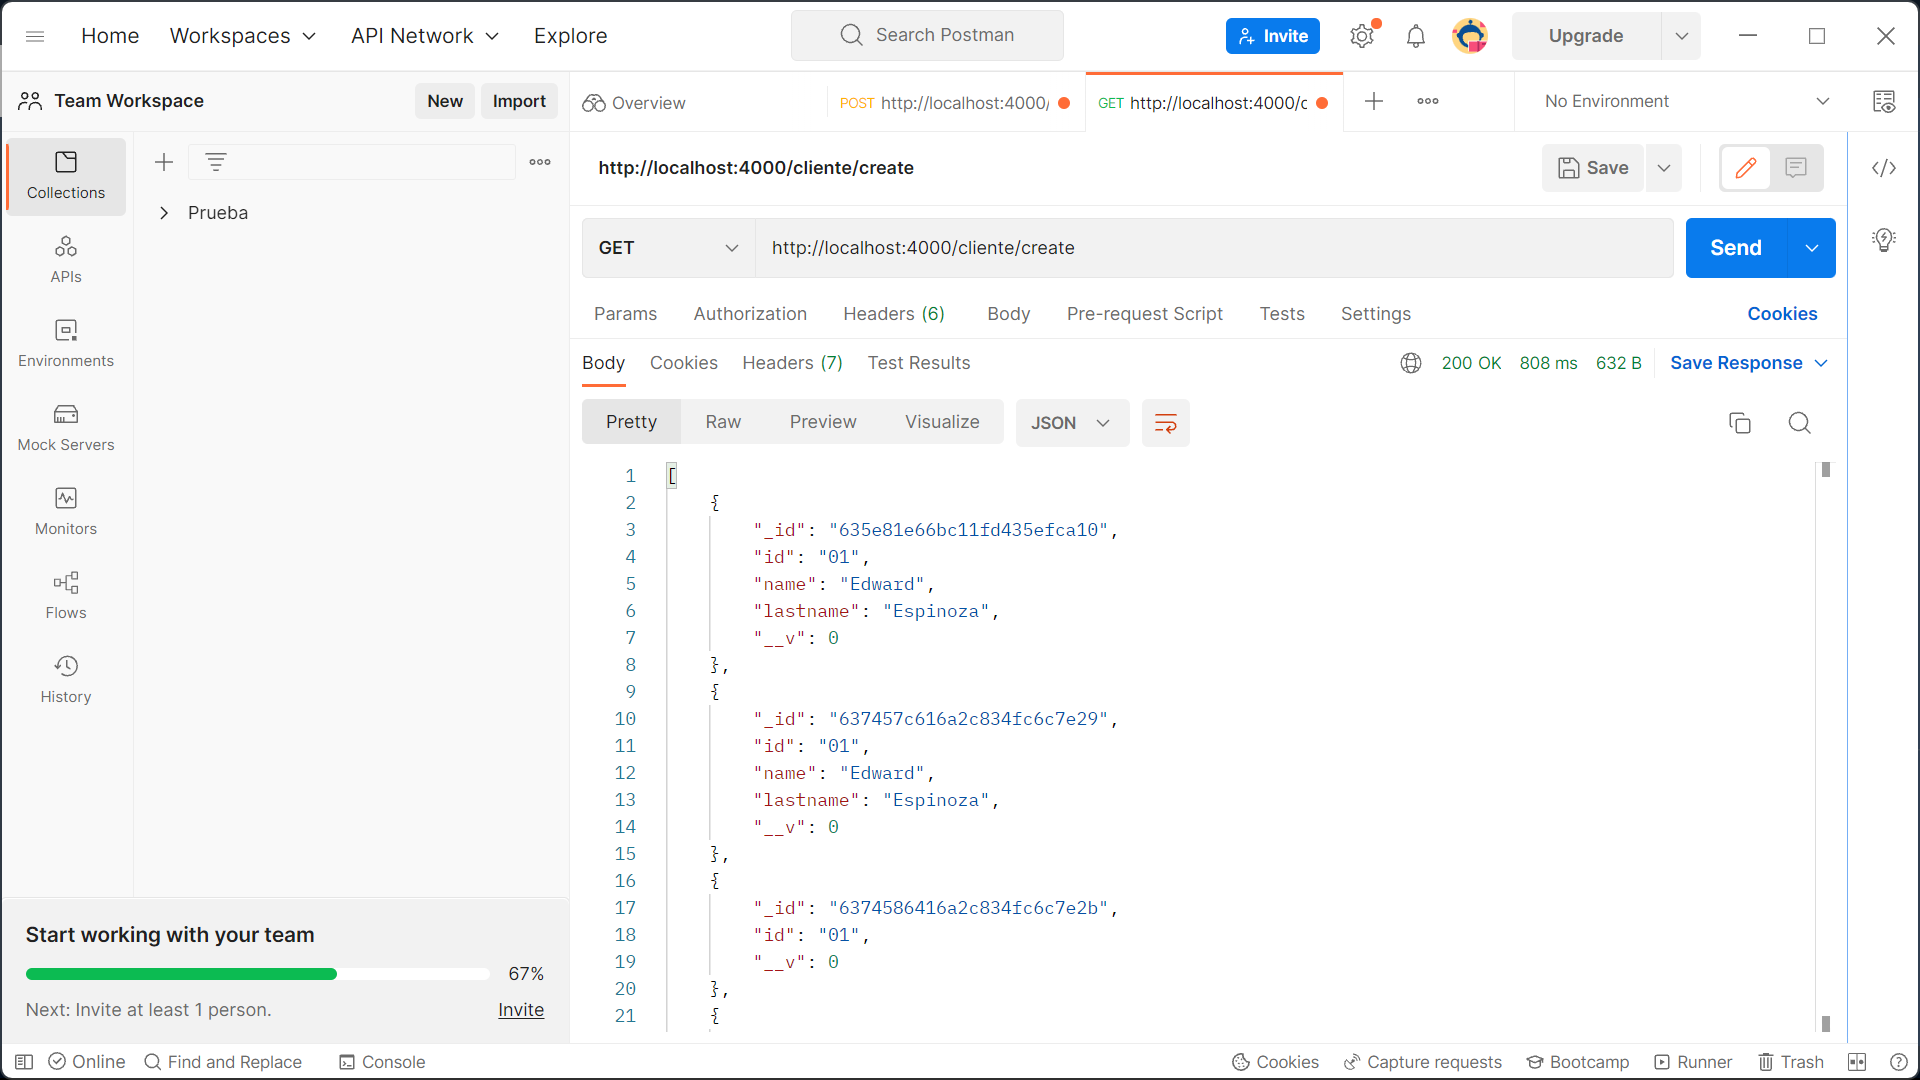 Home Workspaces API Network Explore Search Postman Invite Upgrade
Team Workspace New Import Overview POST http://localhost:4000/ GET http://localhost:4000/c No Environment
Collections
Prueba
APIs
Environments
Mock Servers
Monitors
Flows
History
Start working with your team
67%
Next: Invite at least 1 person. Invite
http://localhost:4000/cliente/create Save
GET http://localhost:4000/cliente/create Send
Params Authorization Headers (6) Body Pre-request Script Tests Settings Cookies
Body Cookies Headers (7) Test Results 200 OK 808 ms 632 B Save Response
Pretty Raw Preview Visualize JSON
1 [
2 {
3 "_id": "635e81e66bc11fd435efca10",
4 "id": "01",
5 "name": "Edward",
6 "lastname": "Espinoza",
7 "__v": 0
8 },
9 {
10 "_id": "637457c616a2c834fc6c7e29",
11 "id": "01",
12 "name": "Edward",
13 "lastname": "Espinoza",
14 "__v": 0
15 },
16 {
17 "_id": "6374586416a2c834fc6c7e2b",
18 "id": "01",
19 "__v": 0
20 },
21 {
Online Find and Replace Console Cookies Capture requests Bootcamp Runner Trash